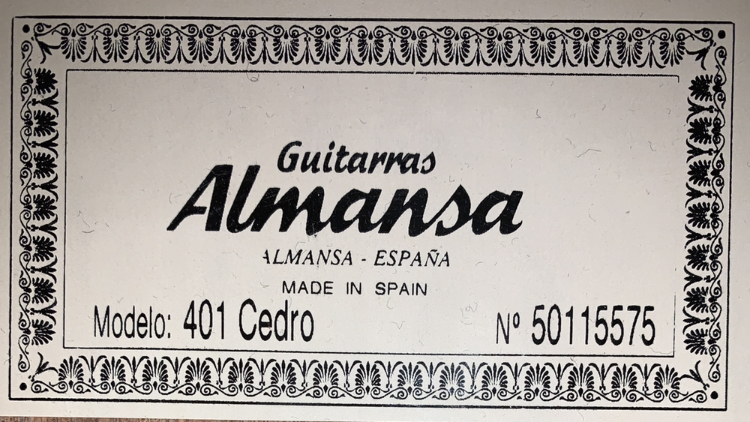 Guitarras
Almansa
ALMANSA - ESPAÑA
MADE IN SPAIN
Modelo: 401 Cedro Nº 50115575